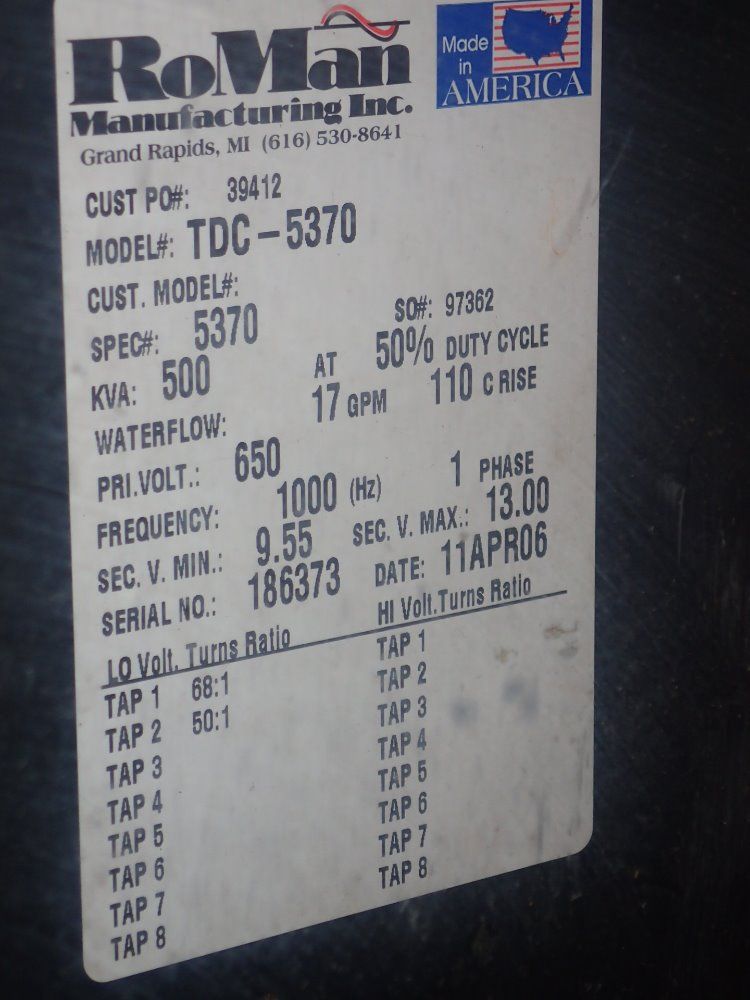 RoMan
Manufacturing Inc.
Grand Rapids, MI (616) 530-8641
Made
in
AMERICA
CUST PO#: 39412
MODEL#: TDC-5370
CUST. MODEL#:
SPEC#: 5370 SO#: 97362
KVA: 500 AT 50% DUTY CYCLE
WATERFLOW: 17 GPM 110 C RISE
PRI.VOLT.: 650
FREQUENCY: 1000 (Hz) 1 PHASE
SEC. V. MIN.: 9.55 SEC. V. MAX.: 13.00
SERIAL NO.: 186373 DATE: 11APR06
LO Volt. Turns Ratio HI Volt.Turns Ratio
TAP 1 68:1 TAP 1
TAP 2 50:1 TAP 2
TAP 3 TAP 3
TAP 4 TAP 4
TAP 5 TAP 5
TAP 6 TAP 6
TAP 7 TAP 7
TAP 8 TAP 8